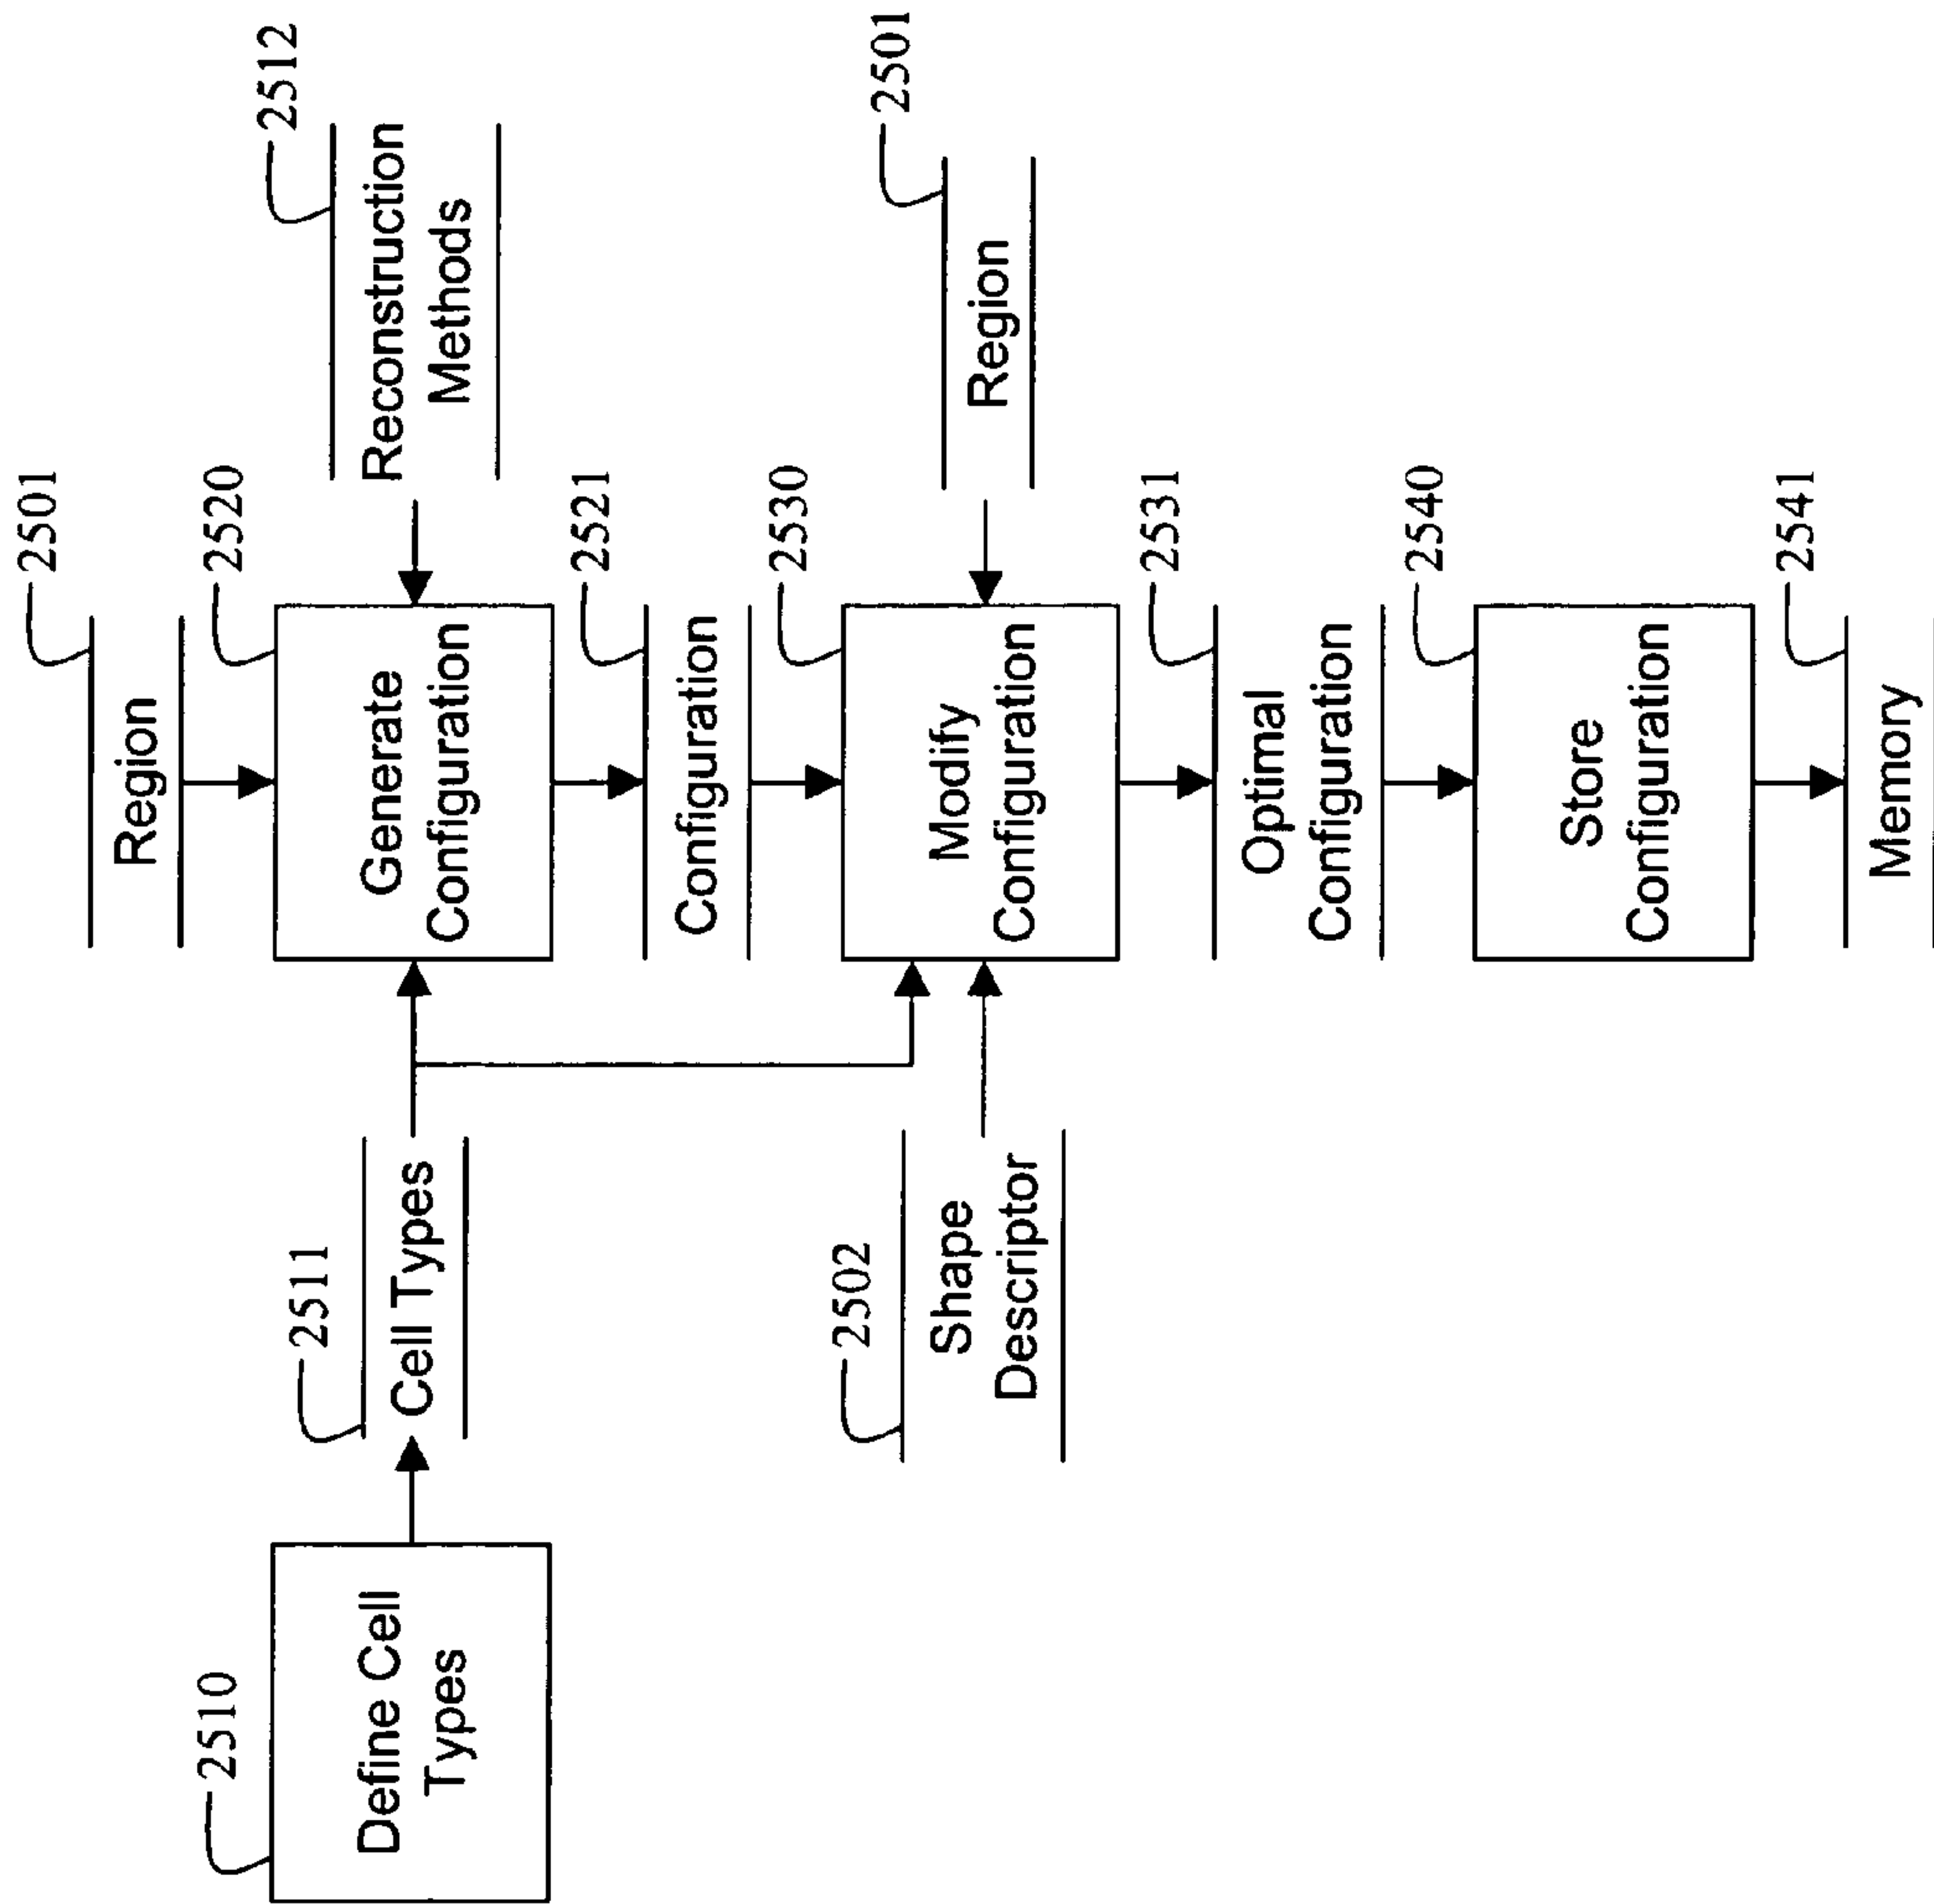 2501
Region
2520
Generate
Configuration
2512
Reconstruction
Methods
2510
Define Cell
Types
2511
Cell Types
2521
Configuration
2530
Modify
Configuration
2501
Region
2502
Shape
Descriptor
2531
Optimal
Configuration
2540
Store
Configuration
2541
Memory